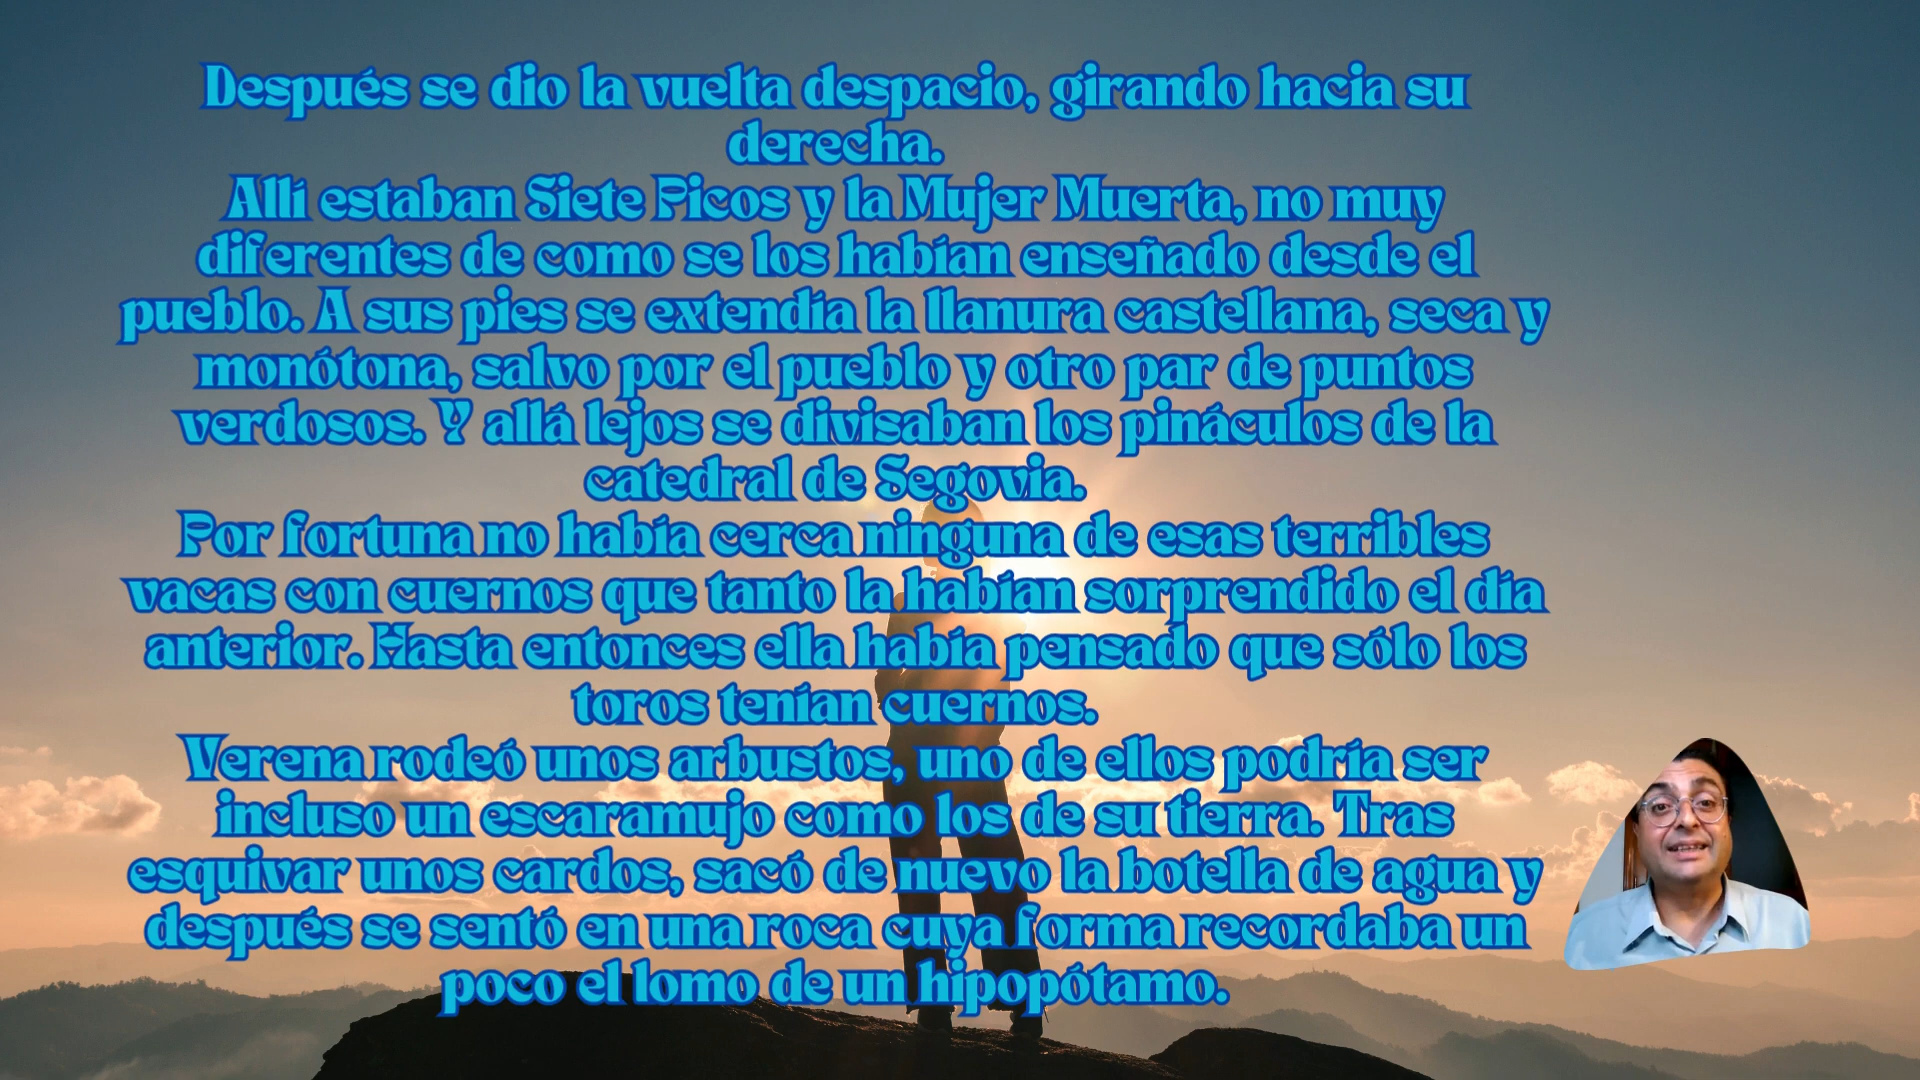 Después se dio la vuelta despacio, girando hacia su
derecha.
Allí estaban Siete Picos y la Mujer Muerta, no muy
diferentes de como se los habían enseñado desde el
pueblo. A sus pies se extendía la llanura castellana, seca y
monótona, salvo por el pueblo y otro par de puntos
verdosos. Y allá lejos se divisaban los pináculos de la
catedral de Segovia.
Por fortuna no había cerca ninguna de esas terribles
vacas con cuernos que tanto la habían sorprendido el día
anterior. Hasta entonces ella había pensado que sólo los
toros tenían cuernos.
Verena rodeó unos arbustos, uno de ellos podría ser
incluso un escaramujo como los de su tierra. Tras
esquivar unos cardos, sacó de nuevo la botella de agua y
después se sentó en una roca cuya forma recordaba un
poco el lomo de un hipopótamo.